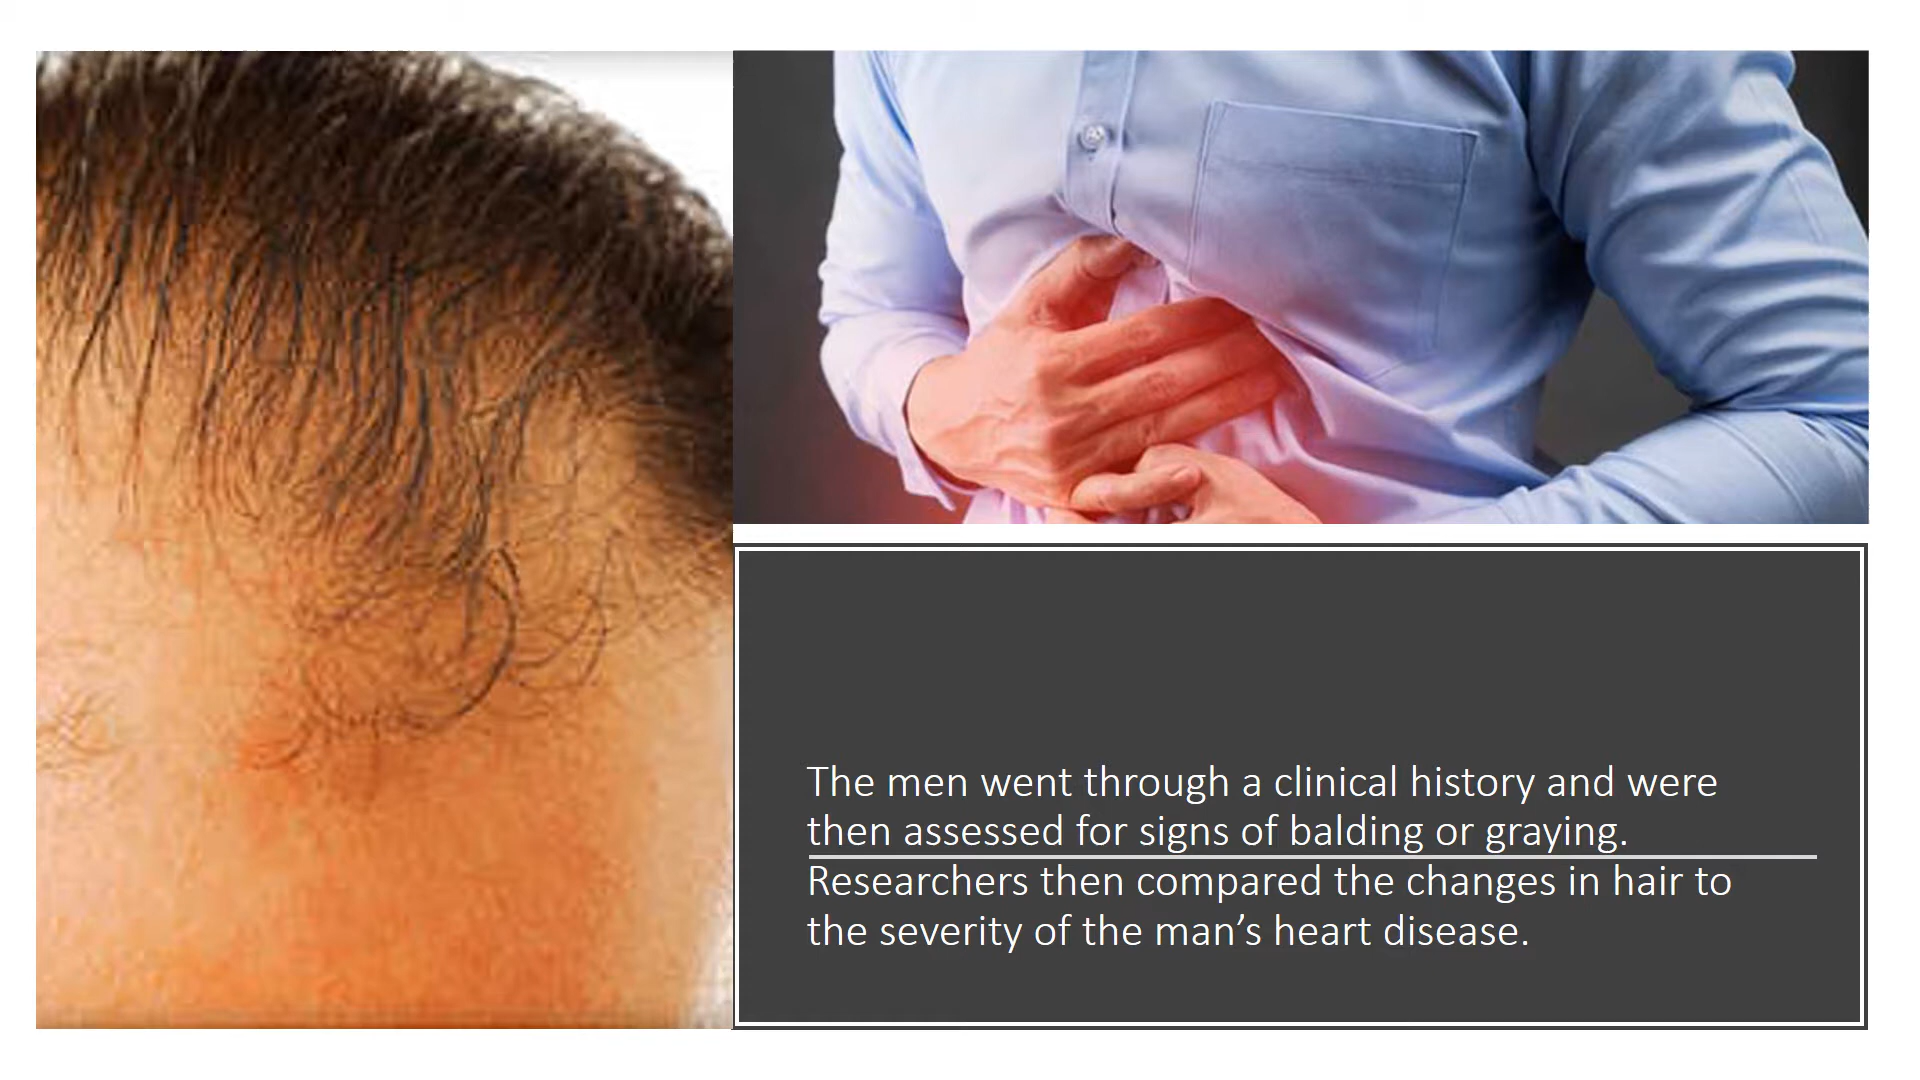 The men went through a clinical history and were
then assessed for signs of balding or graying.
Researchers then compared the changes in hair to
the severity of the man’s heart disease.